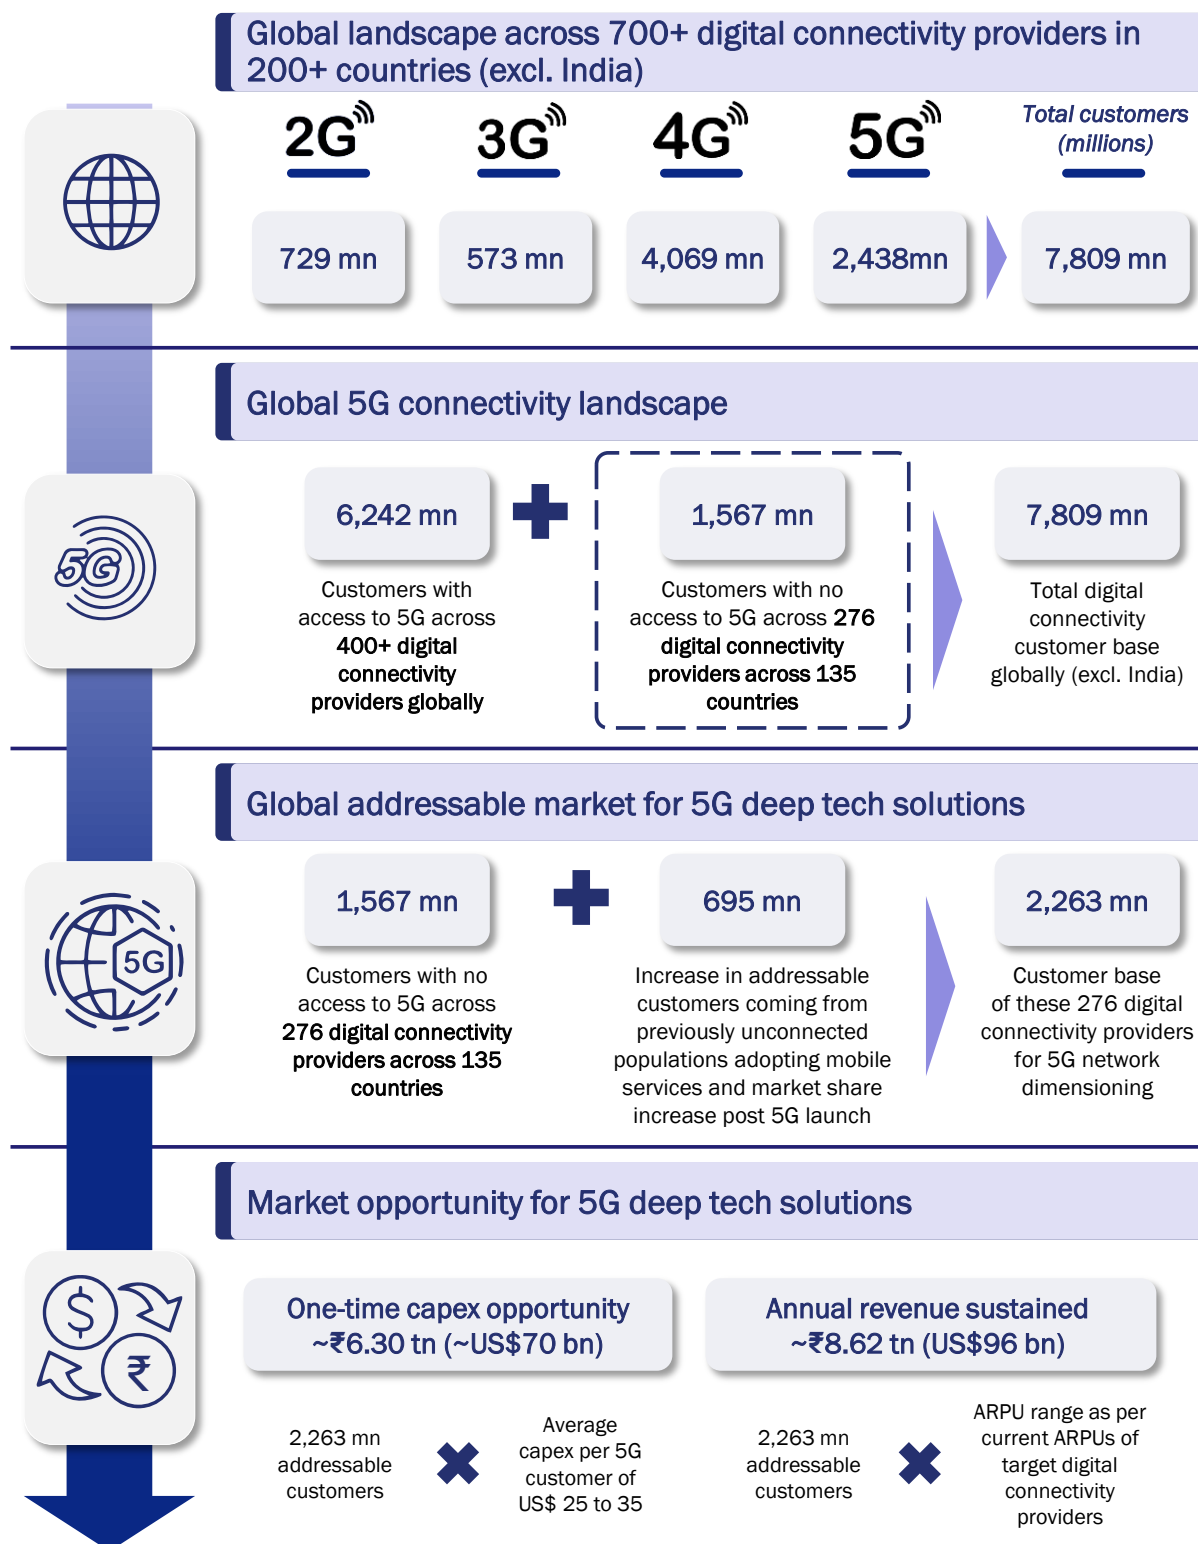 Global landscape across 700+ digital connectivity providers in
200+ countries (excl. India)
2G
3G
4G
5G
Total customers
(millions)
729 mn
573 mn
4,069 mn
2,438mn
7,809 mn
Global 5G connectivity landscape
5G
6,242 mn
1,567 mn
7,809 mn
Customers with
access to 5G across
400+ digital
connectivity
providers globally
Customers with no
access to 5G across 276
digital connectivity
providers across 135
countries
Total digital
connectivity
customer base
globally (excl. India)
Global addressable market for 5G deep tech solutions
5G
1,567 mn
695 mn
2,263 mn
Customers with no
access to 5G across
276 digital connectivity
providers across 135
countries
Increase in addressable
customers coming from
previously unconnected
populations adopting mobile
services and market share
increase post 5G launch
Customer base
of these 276 digital
connectivity providers
for 5G network
dimensioning
Market opportunity for 5G deep tech solutions
$
₹
One-time capex opportunity
~₹6.30 tn (~US$70 bn)
Annual revenue sustained
~₹8.62 tn (US$96 bn)
2,263 mn
addressable
customers
Average
capex per 5G
customer of
US$ 25 to 35
2,263 mn
addressable
customers
ARPU range as per
current ARPUs of
target digital
connectivity
providers